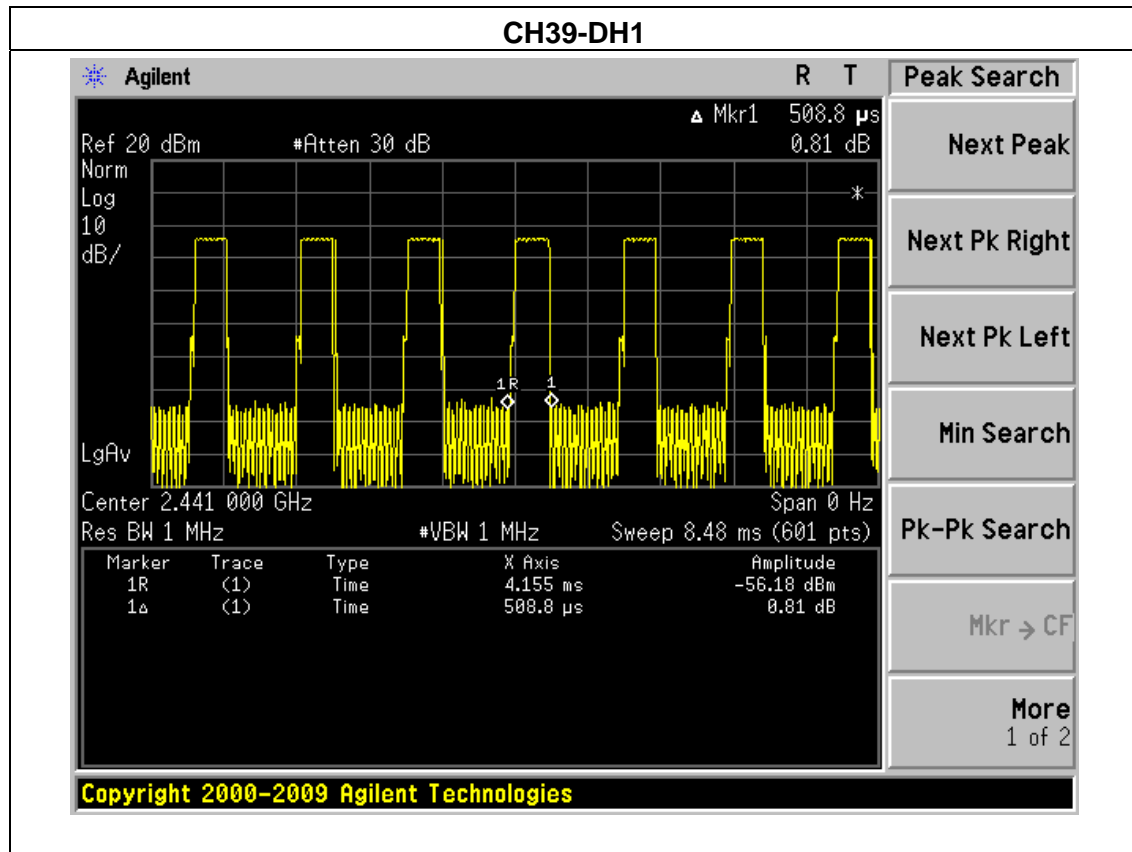 CH39-DH1
Agilent R T Peak Search
Δ Mkr1 508.8 µs
Ref 20 dBm #Atten 30 dB 0.81 dB
Norm
Log
10
dB/
1R 1
LgAv
Center 2.441 000 GHz Span 0 Hz
Res BW 1 MHz #VBW 1 MHz Sweep 8.48 ms (601 pts)
Marker Trace Type X Axis Amplitude
1R (1) Time 4.155 ms -56.18 dBm
1Δ (1) Time 508.8 µs 0.81 dB
Next Peak
Next Pk Right
Next Pk Left
Min Search
Pk-Pk Search
Mkr → CF
More
1 of 2
Copyright 2000-2009 Agilent Technologies